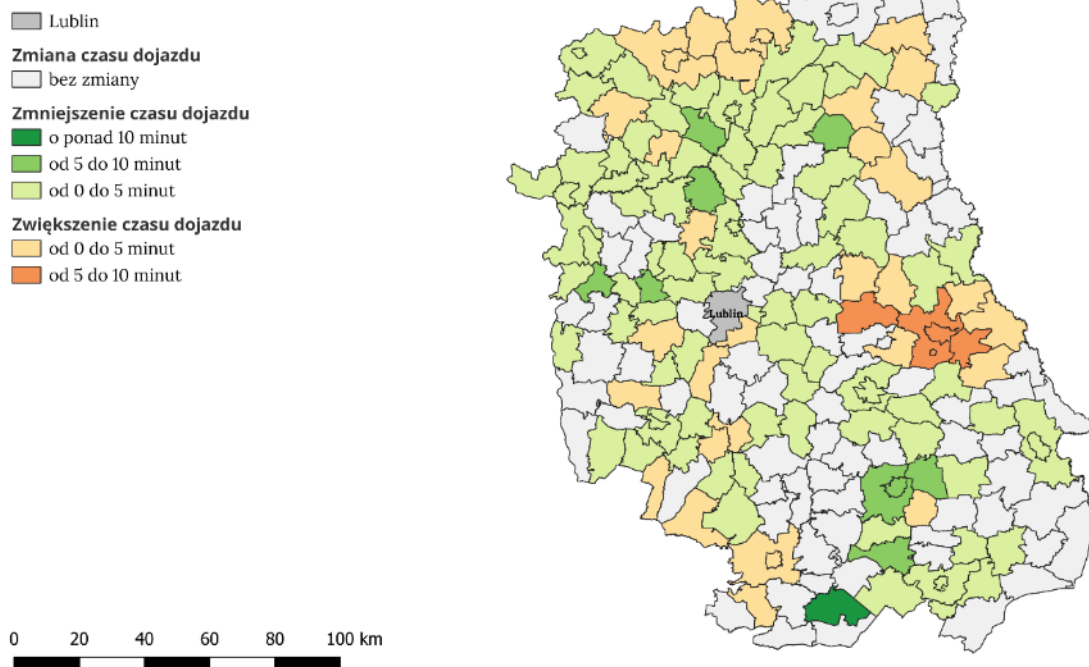 Lublin
Zmiana czasu dojazdu
bez zmiany
Zmniejszenie czasu dojazdu
o ponad 10 minut
od 5 do 10 minut
od 0 do 5 minut
Zwiększenie czasu dojazdu
od 0 do 5 minut
od 5 do 10 minut
Lublin
0 20 40 60 80 100 km